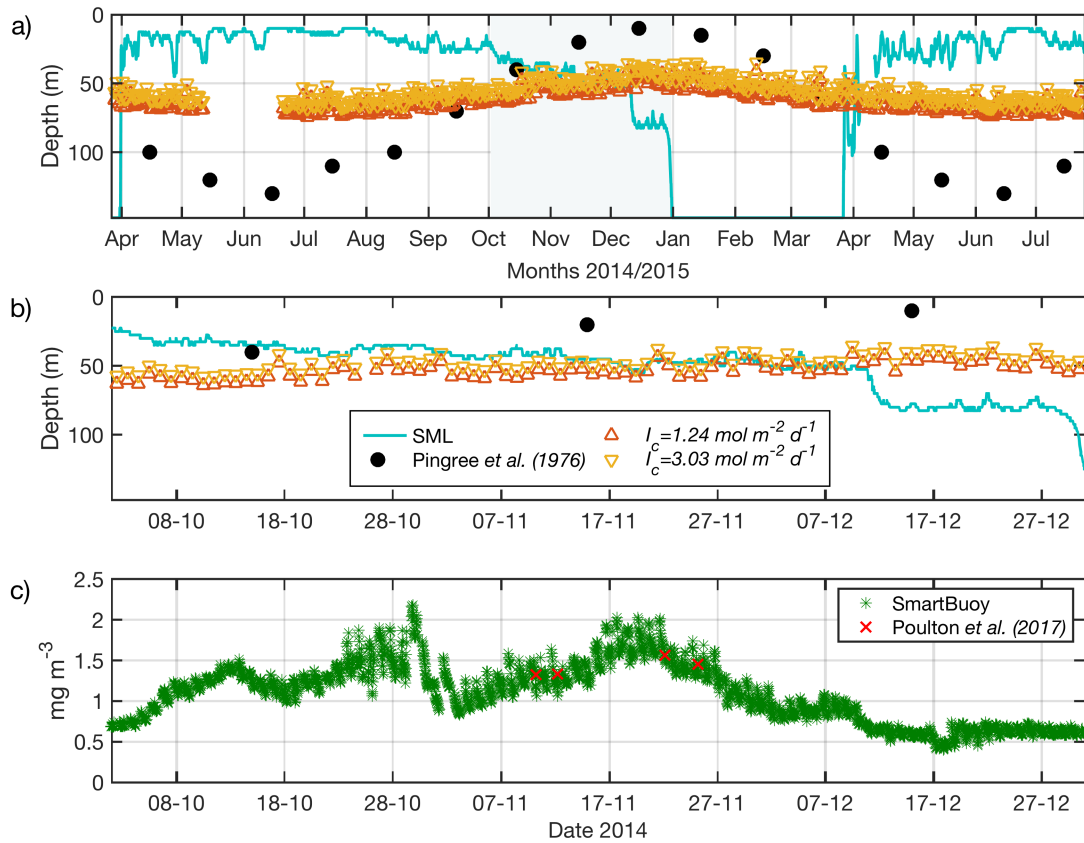 a)
0
50
100
Depth (m)
Apr May Jun Jul Aug Sep Oct Nov Dec Jan Feb Mar Apr May Jun Jul
Months 2014/2015
b)
0
50
100
Depth (m)
SML
Pingree et al. (1976)
I_c=1.24 mol m^-2 d^-1
I_c=3.03 mol m^-2 d^-1
08-10 18-10 28-10 07-11 17-11 27-11 07-12 17-12 27-12
c)
2.5
2
1.5
1
0.5
0
mg m^-3
SmartBuoy
Poulton et al. (2017)
08-10 18-10 28-10 07-11 17-11 27-11 07-12 17-12 27-12
Date 2014